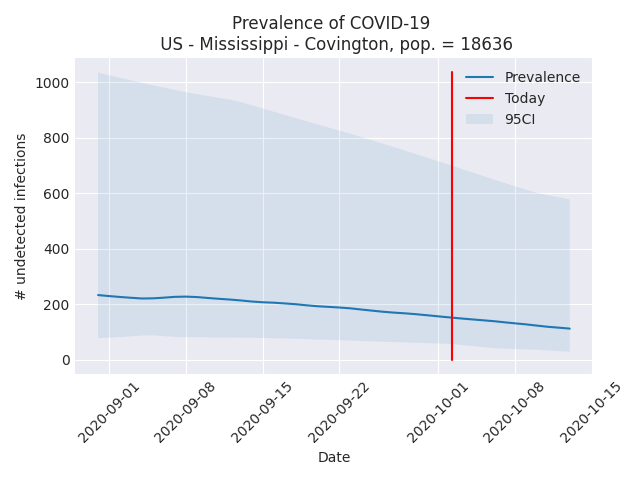 Prevalence of COVID-19
US - Mississippi - Covington, pop. = 18636
Prevalence
Today
95CI
# undetected infections
1000
800
600
400
200
0
2020-09-01
2020-09-08
2020-09-15
2020-09-22
2020-10-01
2020-10-08
2020-10-15
Date